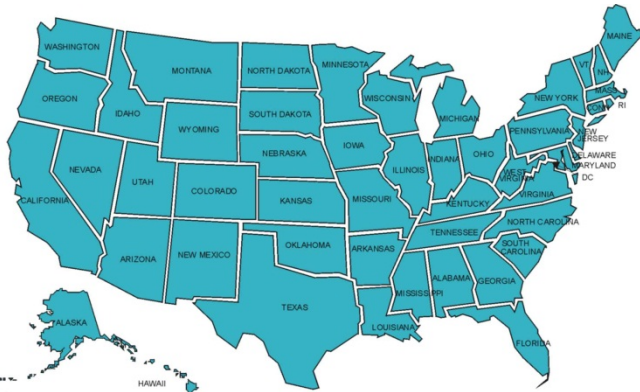 WASHINGTON
MONTANA
NORTH DAKOTA
MINNESOTA
MAINE
VT
NH
OREGON
IDAHO
WYOMING
SOUTH DAKOTA
WISCONSIN
MICHIGAN
NEW YORK
MASS
CONN
RI
NEVADA
UTAH
COLORADO
NEBRASKA
IOWA
ILLINOIS
INDIANA
OHIO
PENNSYLVANIA
NEW
JERSEY
DELAWARE
MARYLAND
DC
CALIFORNIA
KANSAS
MISSOURI
KENTUCKY
WEST
VIRGINIA
VIRGINIA
ARIZONA
NEW MEXICO
OKLAHOMA
ARKANSAS
TENNESSEE
NORTH CAROLINA
SOUTH
CAROLINA
TEXAS
LOUISIANA
MISSISSIPPI
ALABAMA
GEORGIA
FLORIDA
ALASKA
HAWAII